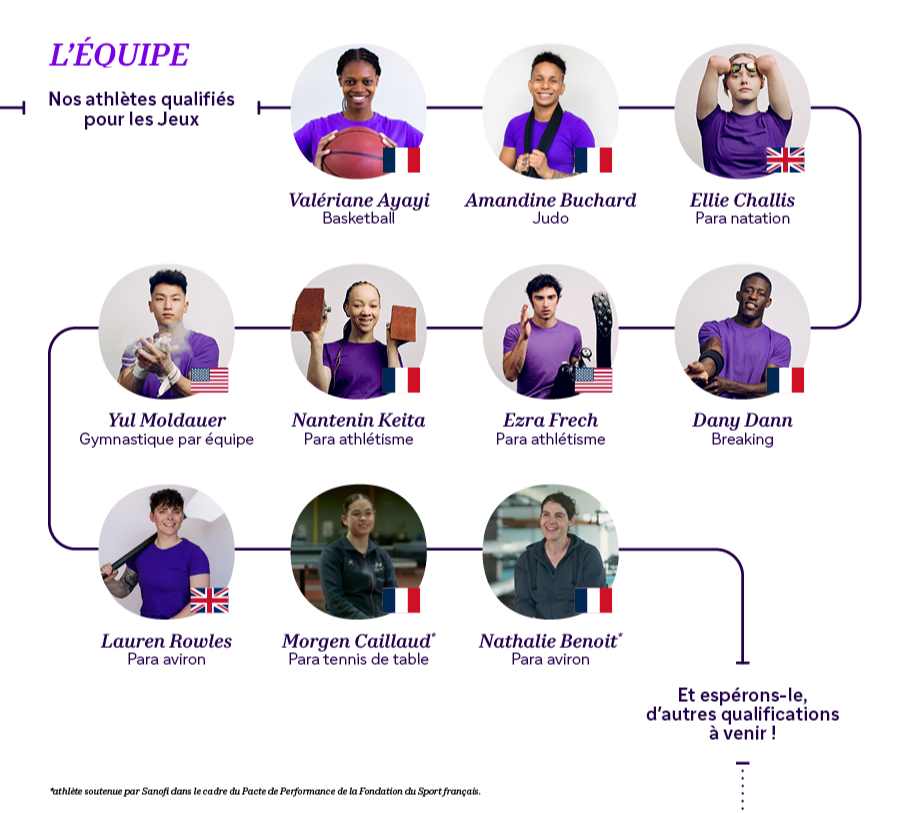 L’ÉQUIPE
Nos athlètes qualifiés
pour les Jeux
Valériane Ayayi
Basketball
Amandine Buchard
Judo
Ellie Challis
Para natation
Yul Moldauer
Gymnastique par équipe
Nantenin Keita
Para athlétisme
Ezra Frech
Para athlétisme
Dany Dann
Breaking
Lauren Rowles
Para aviron
Morgen Caillaud*
Para tennis de table
Nathalie Benoit*
Para aviron
Et espérons-le,
d’autres qualifications
à venir !
*athlète soutenue par Sanofi dans le cadre du Pacte de Performance de la Fondation du Sport français.